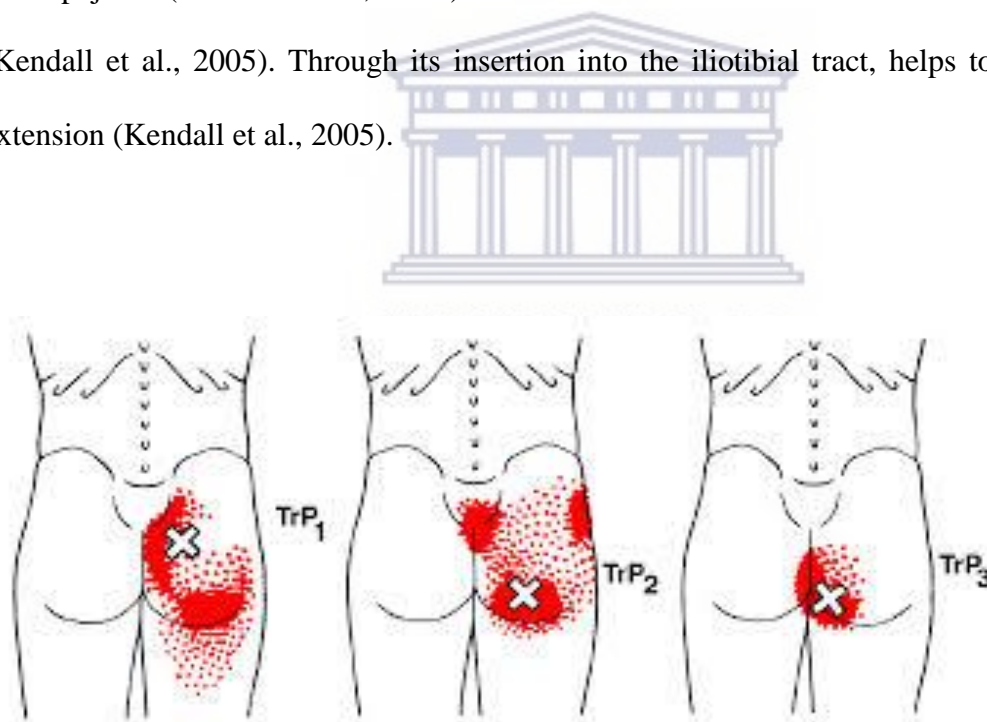 Kendall et al., 2005). Through its insertion into the iliotibial tract, helps to
xtension (Kendall et al., 2005).
TrP1
TrP2
TrP3